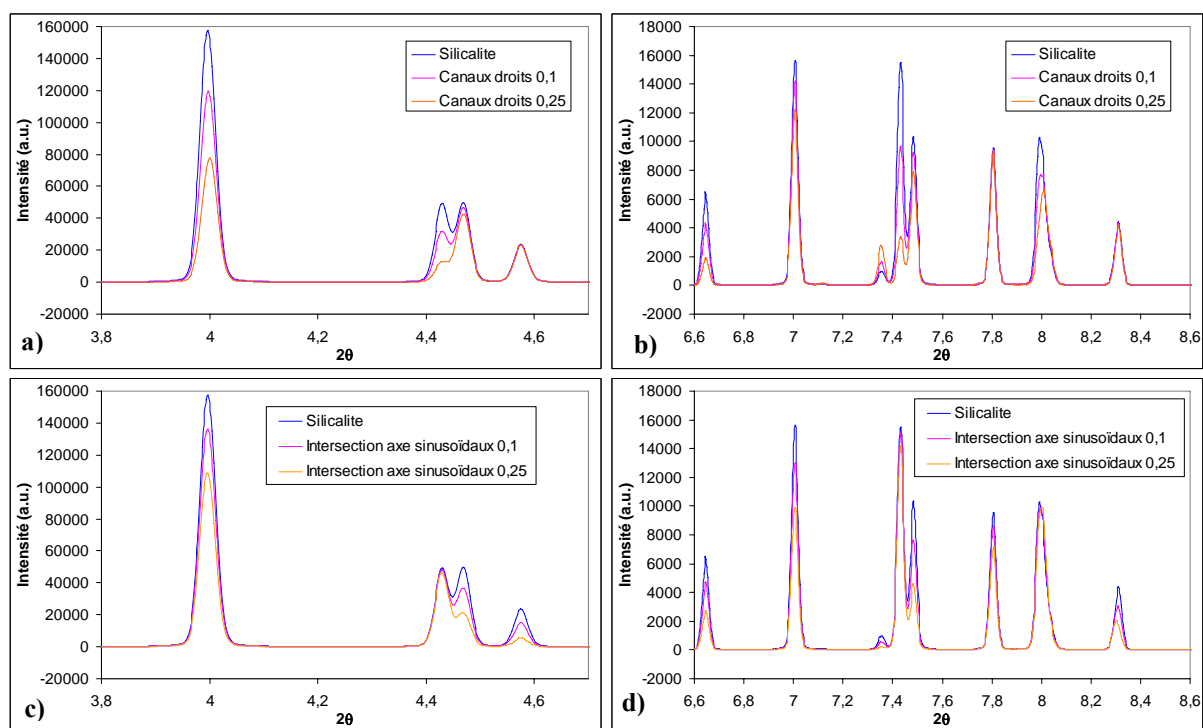 160000
140000
120000
100000
80000
60000
40000
20000
0
-20000
Intensité (a.u.)
3,8 4 4,2 4,4 4,6
2θ
Silicalite
Canaux droits 0,1
Canaux droits 0,25
a)
18000
16000
14000
12000
10000
8000
6000
4000
2000
0
-2000
Intensité (a.u.)
6,6 6,8 7 7,2 7,4 7,6 7,8 8 8,2 8,4 8,6
2θ
Silicalite
Canaux droits 0,1
Canaux droits 0,25
b)
160000
140000
120000
100000
80000
60000
40000
20000
0
-20000
Intensité (a.u.)
3,8 4 4,2 4,4 4,6
2θ
Silicalite
Intersection axe sinusoïdaux 0,1
Intersection axe sinusoïdaux 0,25
c)
18000
16000
14000
12000
10000
8000
6000
4000
2000
0
-2000
Intensité (a.u.)
6,6 6,8 7 7,2 7,4 7,6 7,8 8 8,2 8,4 8,6
2θ
Silicalite
Intersection axe sinusoïdaux 0,1
Intersection axe sinusoïdaux 0,25
d)